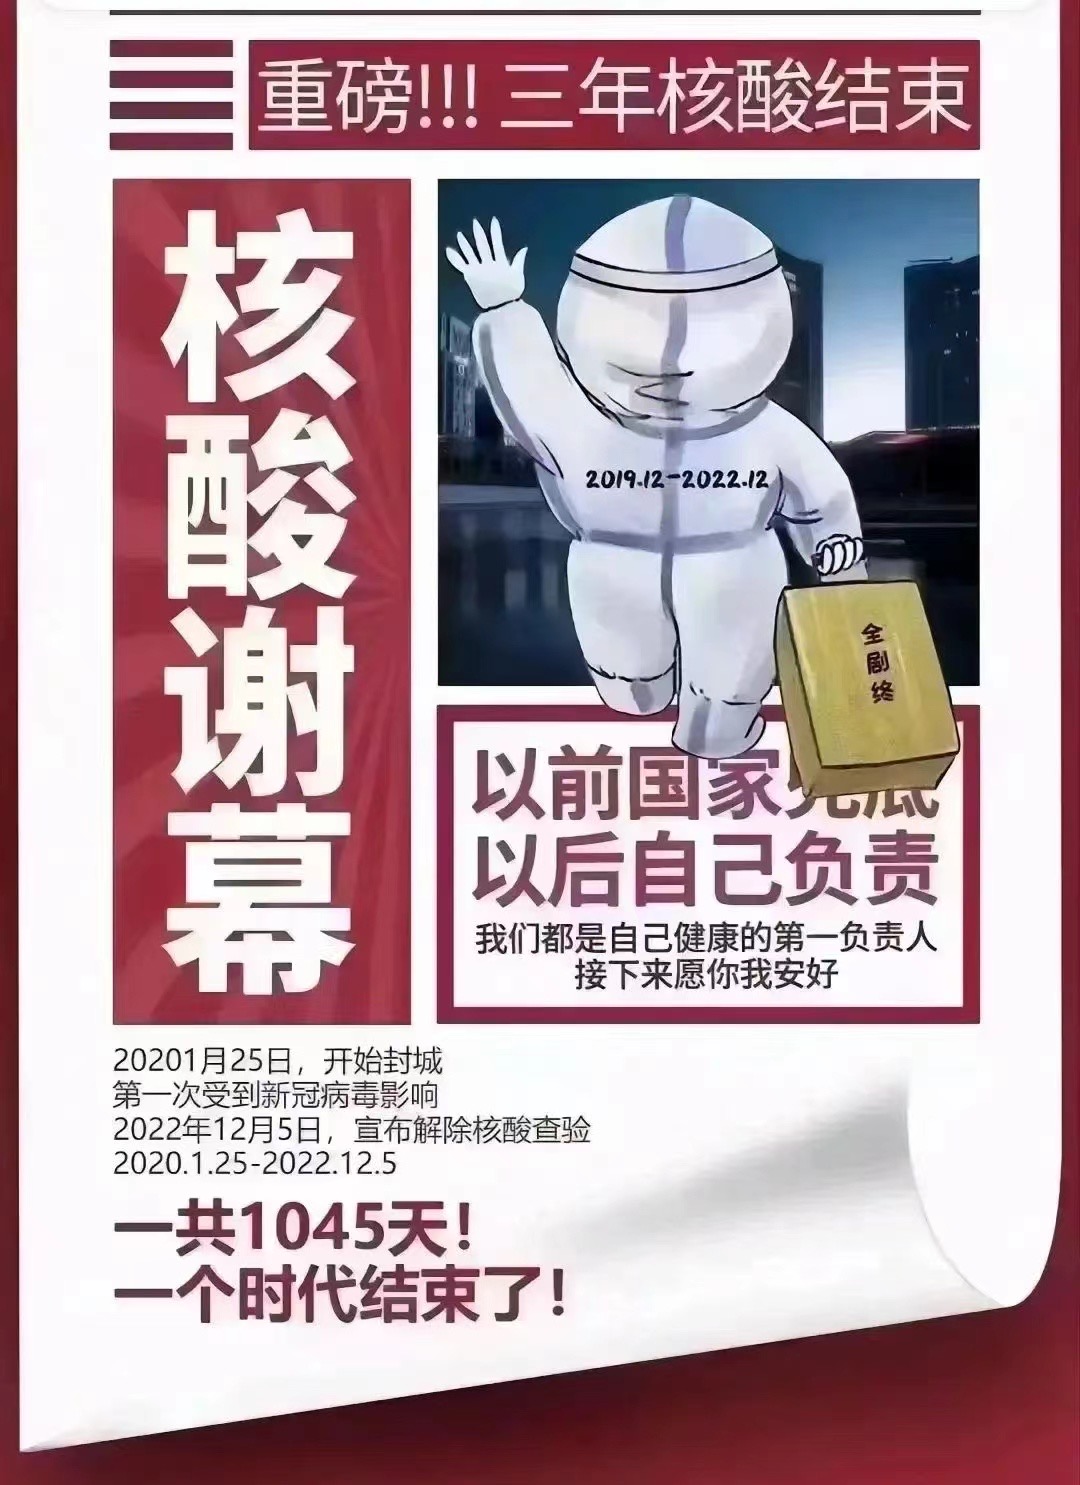 重磅!!! 三年核酸结束
核酸谢幕
2019.12-2022.12
全剧终
以前国家兜底
以后自己负责
我们都是自己健康的第一负责人
接下来愿你我安好
20201月25日，开始封城
第一次受到新冠病毒影响
2022年12月5日，宣布解除核酸查验
2020.1.25-2022.12.5
一共1045天！
一个时代结束了！